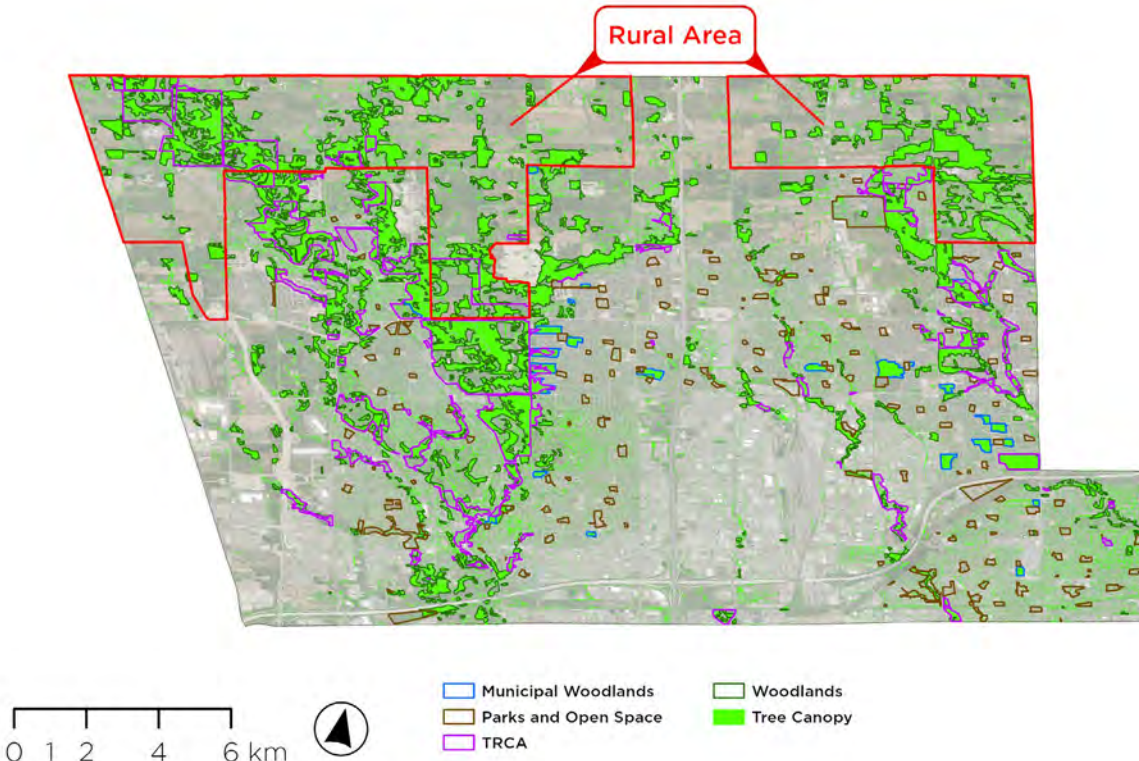 Rural Area
Municipal Woodlands
Parks and Open Space
TRCA
Woodlands
Tree Canopy
0 1 2 4 6 km